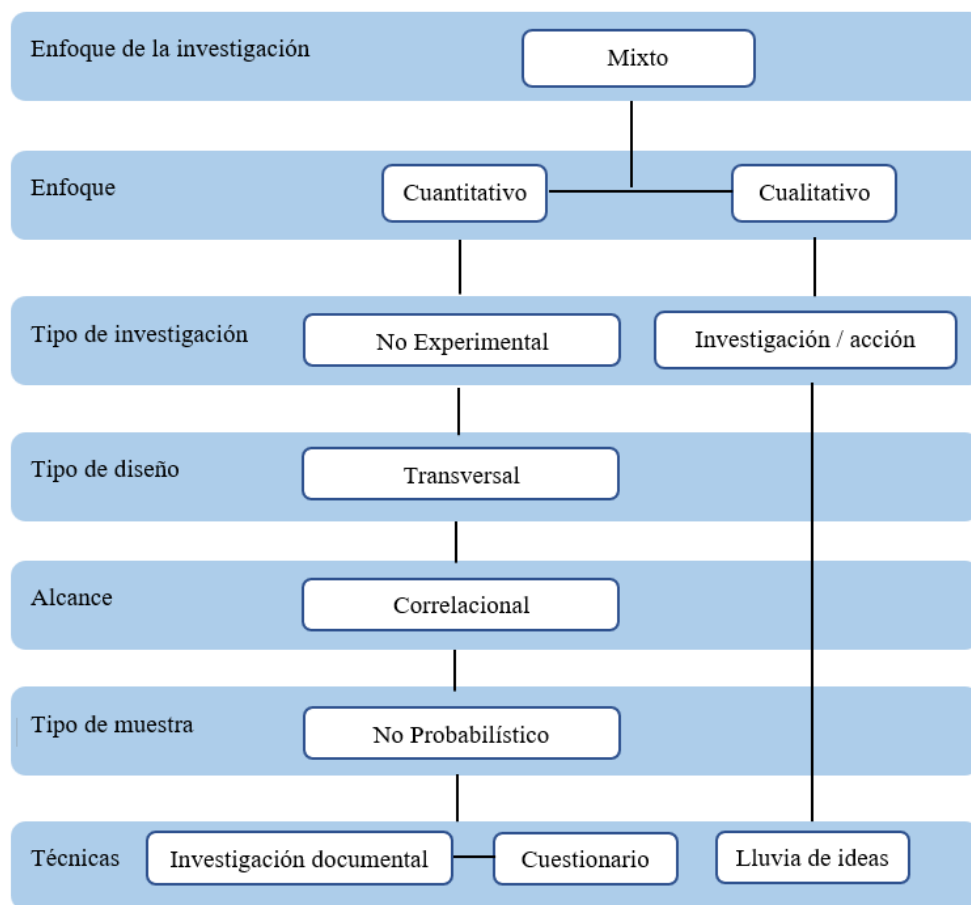 Enfoque de la investigación
Mixto
Enfoque
Cuantitativo
Cualitativo
Tipo de investigación
No Experimental
Investigación / acción
Tipo de diseño
Transversal
Alcance
Correlacional
Tipo de muestra
No Probabilístico
Técnicas
Investigación documental
Cuestionario
Lluvia de ideas